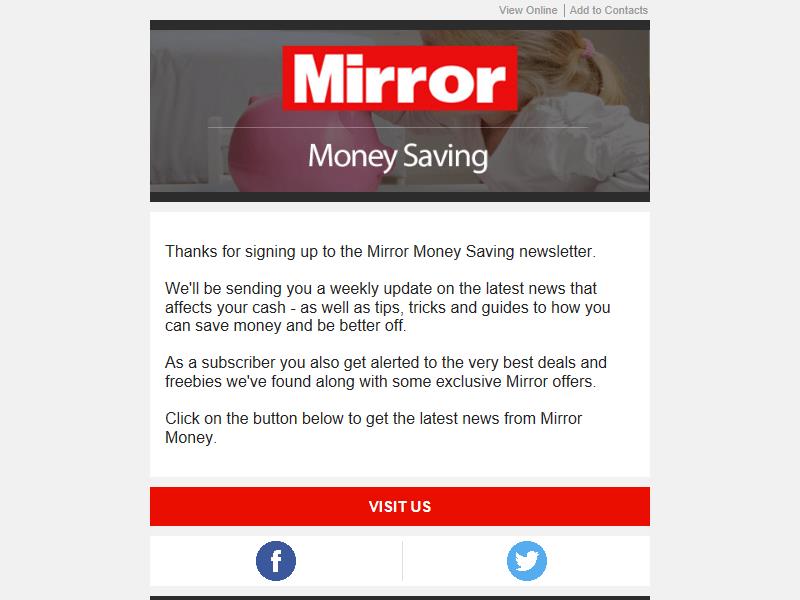 View Online | Add to Contacts
Mirror
Money Saving
Thanks for signing up to the Mirror Money Saving newsletter.
We'll be sending you a weekly update on the latest news that
affects your cash - as well as tips, tricks and guides to how you
can save money and be better off.
As a subscriber you also get alerted to the very best deals and
freebies we've found along with some exclusive Mirror offers.
Click on the button below to get the latest news from Mirror
Money.
VISIT US